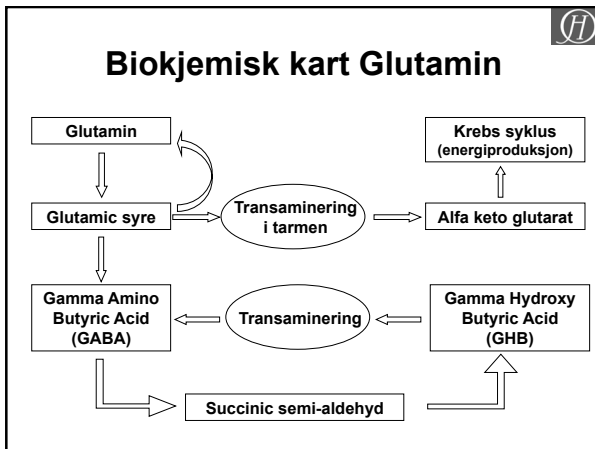 Biokjemisk kart Glutamin
Glutamin
Krebs syklus
(energiproduksjon)
Glutamic syre
Transaminering
i tarmen
Alfa keto glutarat
Gamma Amino
Butyric Acid
(GABA)
Transaminering
Gamma Hydroxy
Butyric Acid
(GHB)
Succinic semi-aldehyd